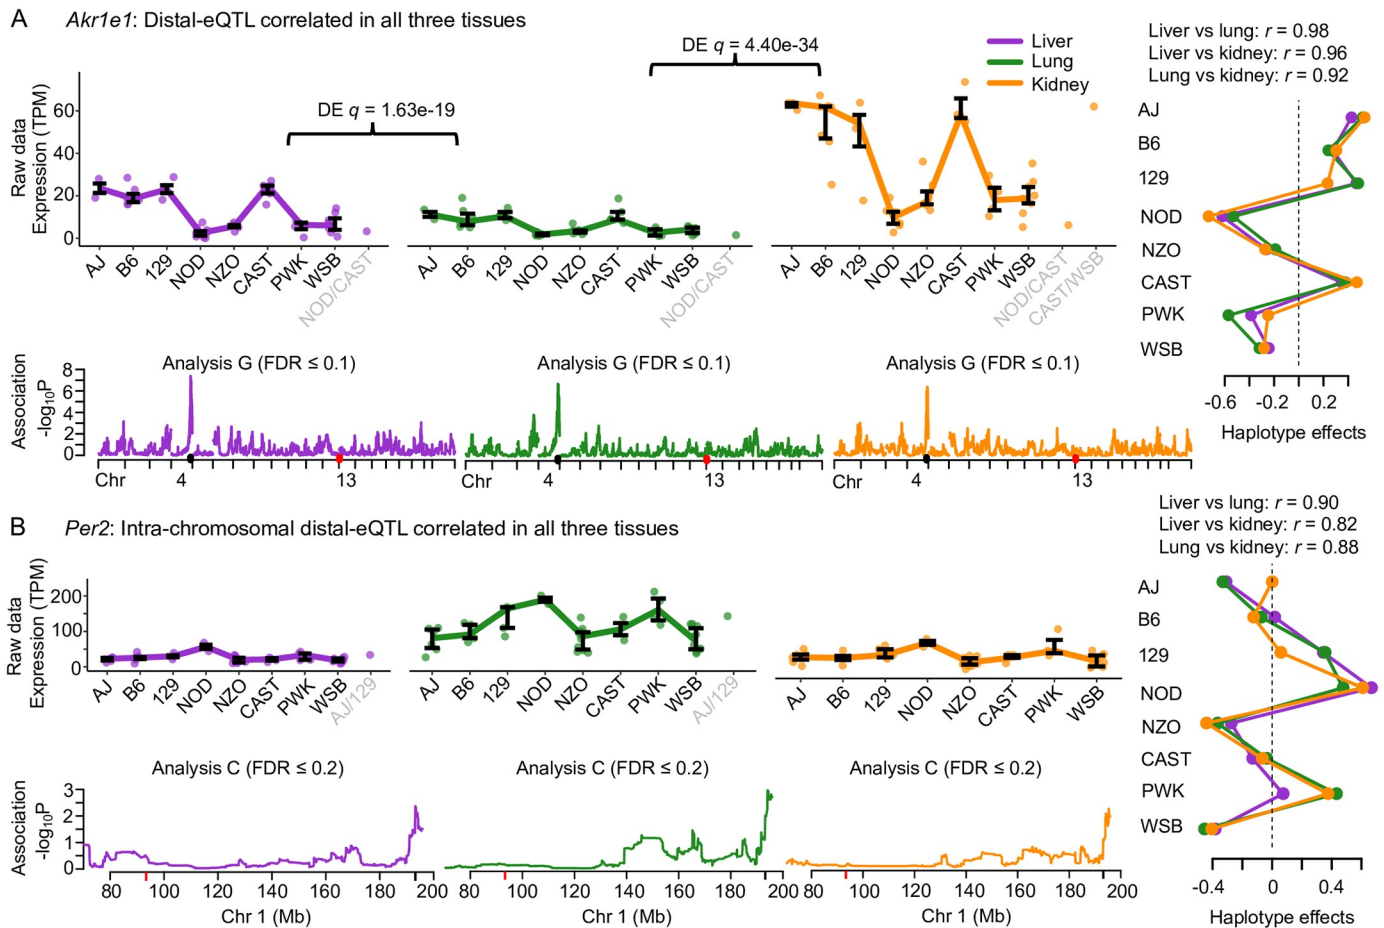 A Akr1e1: Distal-eQTL correlated in all three tissues
Liver
Lung
Kidney
DE q = 1.63e-19
DE q = 4.40e-34
Raw data
Expression (TPM)
60
40
20
0
AJ B6 129 NOD NZO CAST PWK WSB NOD/CAST
AJ B6 129 NOD NZO CAST PWK WSB NOD/CAST
AJ B6 129 NOD NZO CAST PWK WSB NOD/CAST CAST/WSB
Liver vs lung: r = 0.98
Liver vs kidney: r = 0.96
Lung vs kidney: r = 0.92
AJ
B6
129
NOD
NZO
CAST
PWK
WSB
-0.6 -0.2 0.2
Haplotype effects
Analysis G (FDR ≤ 0.1)
Analysis G (FDR ≤ 0.1)
Analysis G (FDR ≤ 0.1)
Association
-log10P
8
6
4
2
0
Chr 4 13
Chr 4 13
Chr 4 13
B Per2: Intra-chromosomal distal-eQTL correlated in all three tissues
Raw data
Expression (TPM)
200
100
0
AJ B6 129 NOD NZO CAST PWK WSB AJ/129
AJ B6 129 NOD NZO CAST PWK WSB AJ/129
AJ B6 129 NOD NZO CAST PWK WSB
Liver vs lung: r = 0.90
Liver vs kidney: r = 0.82
Lung vs kidney: r = 0.88
AJ
B6
129
NOD
NZO
CAST
PWK
WSB
-0.4 0 0.4
Haplotype effects
Analysis C (FDR ≤ 0.2)
Analysis C (FDR ≤ 0.2)
Analysis C (FDR ≤ 0.2)
Association
-log10P
3
2
1
0
80 100 120 140 160 180 200
Chr 1 (Mb)
80 100 120 140 160 180 200
Chr 1 (Mb)
80 100 120 140 160 180 200
Chr 1 (Mb)